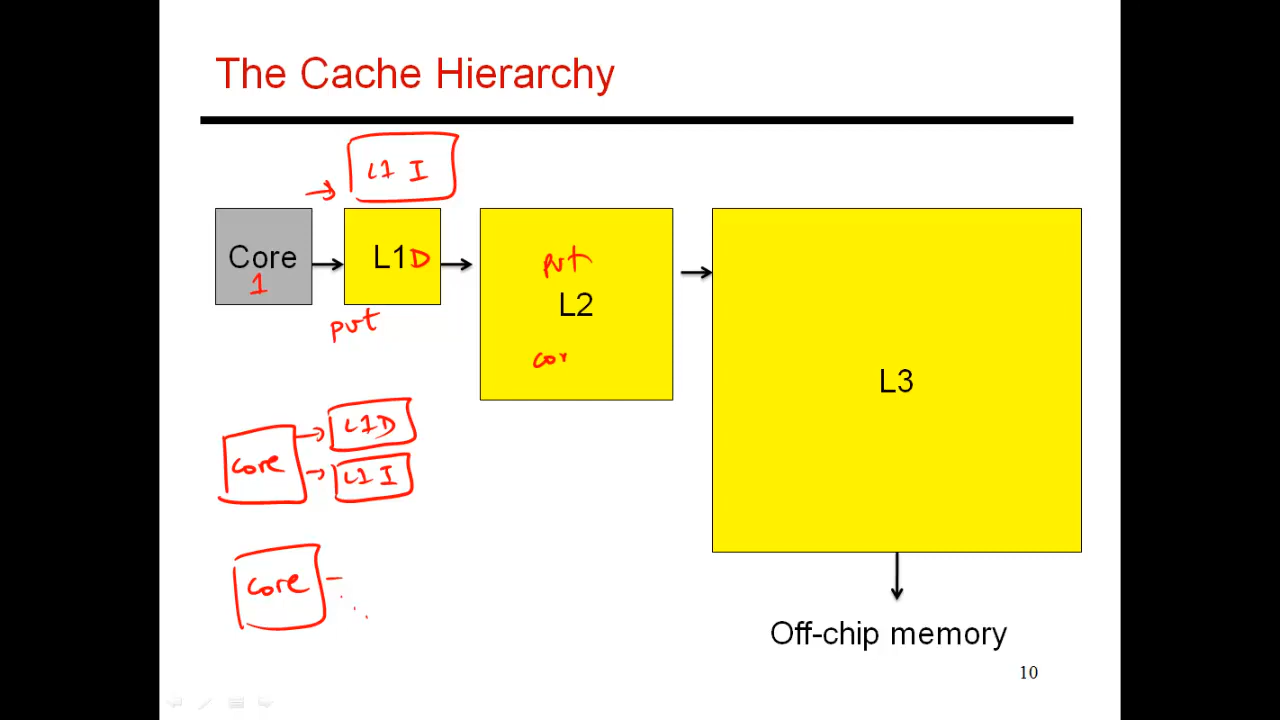 The Cache Hierarchy
L1 I
Core
1
L1D
pvt
pvt
L2
cor
L3
core
L1D
L1 I
core
Off-chip memory
10